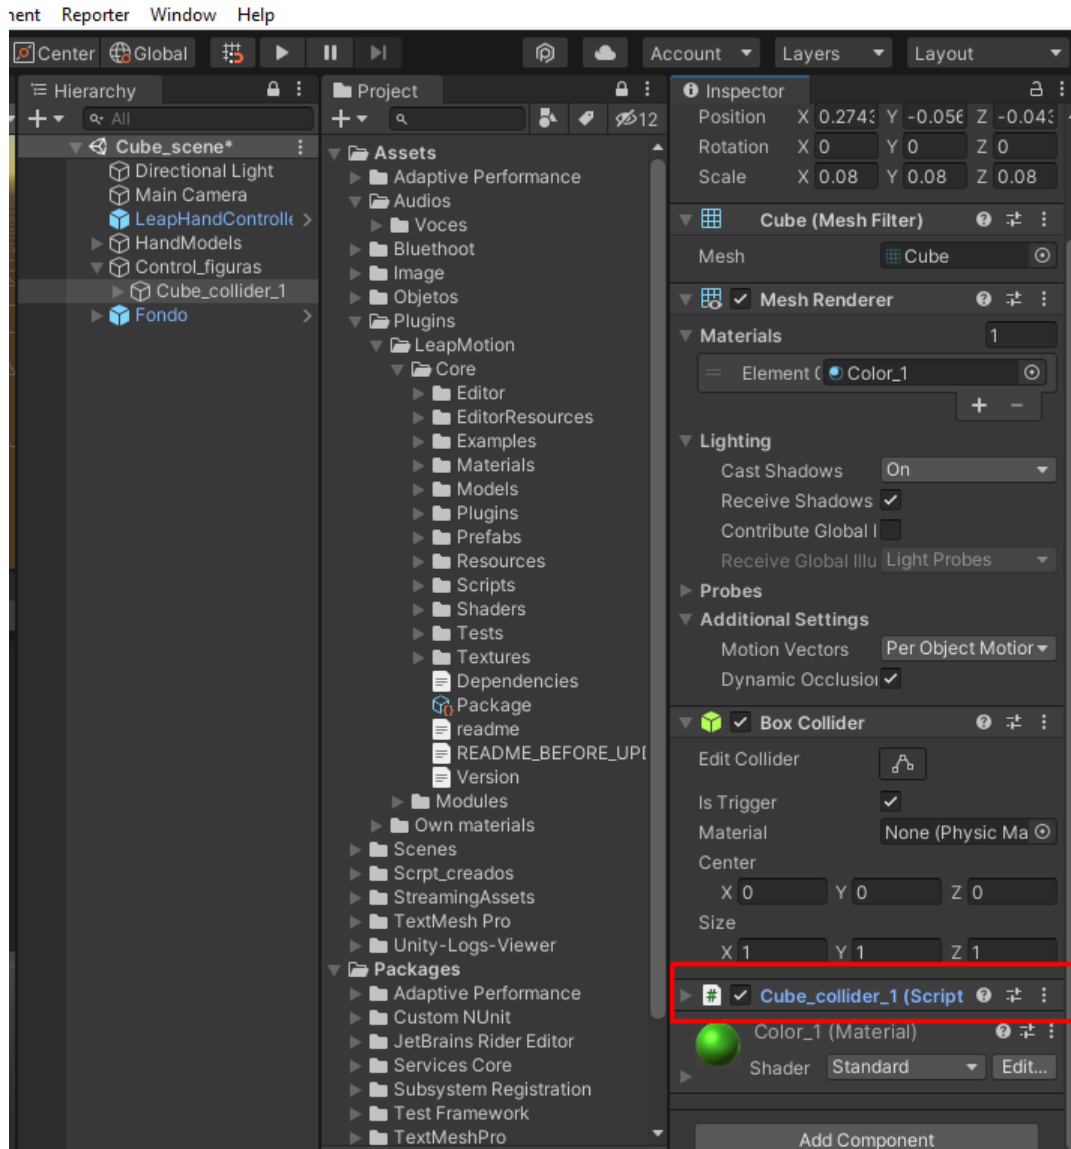 nent Reporter Window Help
Center Global Account Layers Layout
Hierarchy
All
Cube_scene*
Directional Light
Main Camera
LeapHandControlle
HandModels
Control_figuras
Cube_collider_1
Fondo
Project
12
Assets
Adaptive Performance
Audios
Voces
Bluethoot
Image
Objetos
Plugins
LeapMotion
Core
Editor
EditorResources
Examples
Materials
Models
Plugins
Prefabs
Resources
Scripts
Shaders
Tests
Textures
Dependencies
Package
readme
README_BEFORE_UPD
Version
Modules
Own materials
Scenes
Scrpt_creados
StreamingAssets
TextMesh Pro
Unity-Logs-Viewer
Packages
Adaptive Performance
Custom NUnit
JetBrains Rider Editor
Services Core
Subsystem Registration
Test Framework
TextMeshPro
Inspector
Position X 0.2743 Y -0.056 Z -0.043
Rotation X 0 Y 0 Z 0
Scale X 0.08 Y 0.08 Z 0.08
Cube (Mesh Filter)
Mesh Cube
Mesh Renderer
Materials 1
Element 0 Color_1
+ −
Lighting
Cast Shadows On
Receive Shadows
Contribute Global I
Receive Global Illu Light Probes
Probes
Additional Settings
Motion Vectors Per Object Motion
Dynamic Occlusion
Box Collider
Edit Collider
Is Trigger
Material None (Physic Ma
Center
X 0 Y 0 Z 0
Size
X 1 Y 1 Z 1
# Cube_collider_1 (Script
Color_1 (Material)
Shader Standard Edit...
Add Component